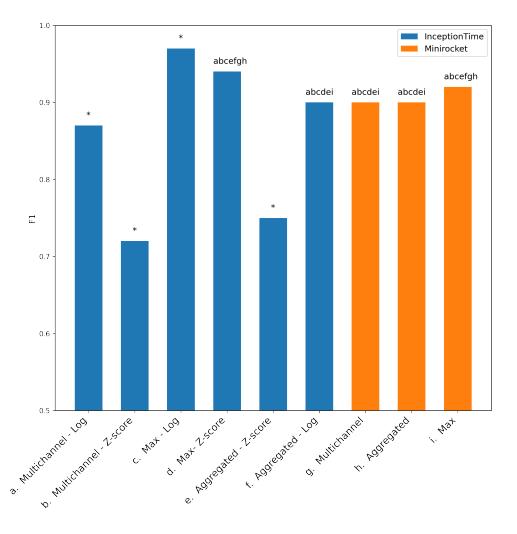 InceptionTime
Minirocket
*
*
*
abcefgh
*
abcdei
abcdei
abcdei
abcefgh
F1
1.0
0.9
0.8
0.7
0.6
0.5
a. Multichannel - Log
b. Multichannel - Z-score
c. Max - Log
d. Max- Z-score
e. Aggregated - Z-score
f. Aggregated - Log
g. Multichannel
h. Aggregated
i. Max